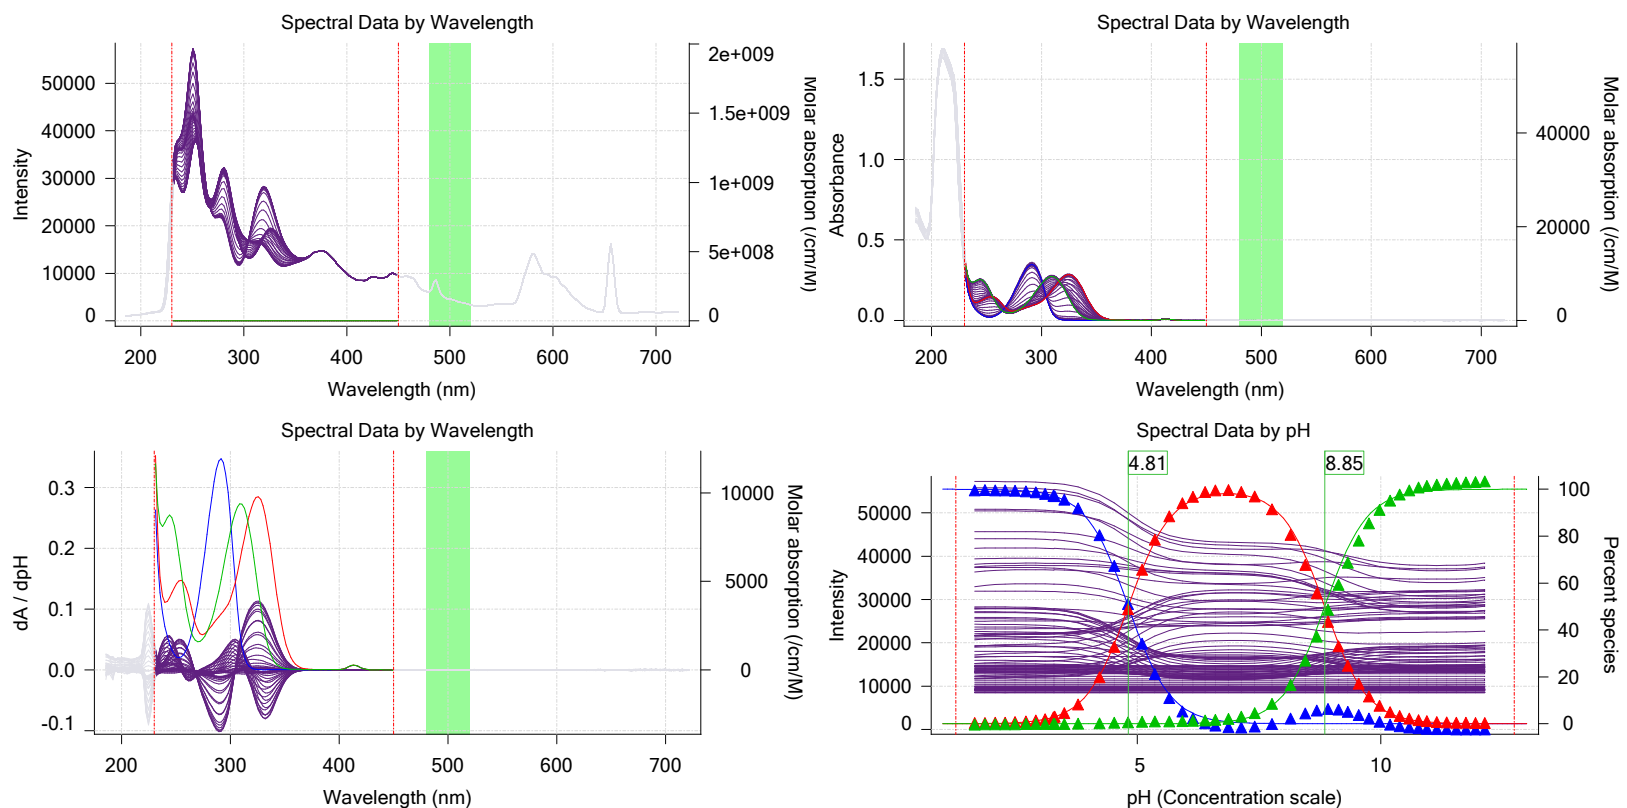 Spectral Data by Wavelength
Intensity
50000
40000
30000
20000
10000
0
2e+009
1.5e+009
1e+009
5e+008
0
Molar absorption (/cm/M)
200 300 400 500 600 700
Wavelength (nm)
Spectral Data by Wavelength
Absorbance
1.5
1.0
0.5
0.0
40000
20000
0
Molar absorption (/cm/M)
200 300 400 500 600 700
Wavelength (nm)
Spectral Data by Wavelength
dA / dpH
0.3
0.2
0.1
0.0
-0.1
10000
5000
0
Molar absorption (/cm/M)
200 300 400 500 600 700
Wavelength (nm)
Spectral Data by pH
4.81 8.85
Intensity
50000
40000
30000
20000
10000
0
100
80
60
40
20
0
Percent species
5 10
pH (Concentration scale)